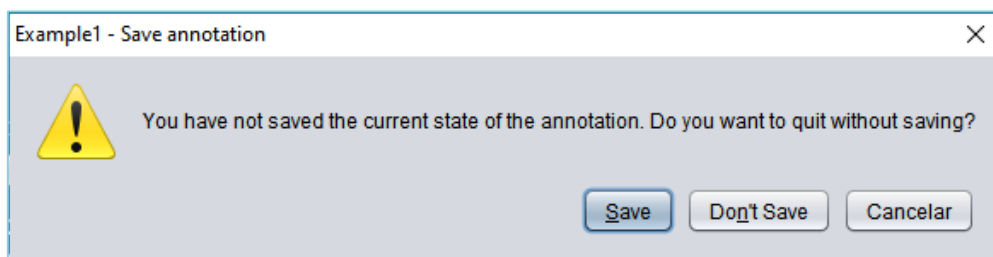 Example1 - Save annotation
You have not saved the current state of the annotation. Do you want to quit without saving?
Save Don't Save Cancelar